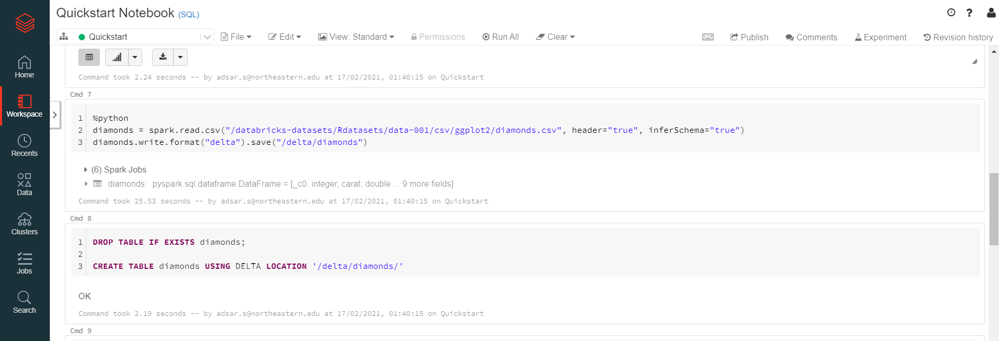 Quickstart Notebook (SQL)
Quickstart File Edit View: Standard Permissions Run All Clear Publish Comments Experiment Revision history
Home
Workspace
Recents
Data
Clusters
Jobs
Search
Command took 2.24 seconds -- by adsar.s@northeastern.edu at 17/02/2021, 01:40:15 on Quickstart
Cmd 7
1 %python
2 diamonds = spark.read.csv("/databricks-datasets/Rdatasets/data-001/csv/ggplot2/diamonds.csv", header="true", inferSchema="true")
3 diamonds.write.format("delta").save("/delta/diamonds")
(6) Spark Jobs
diamonds: pyspark.sql.dataframe.DataFrame = [_c0: integer, carat: double ... 9 more fields]
Command took 25.53 seconds -- by adsar.s@northeastern.edu at 17/02/2021, 01:40:15 on Quickstart
Cmd 8
1 DROP TABLE IF EXISTS diamonds;
2
3 CREATE TABLE diamonds USING DELTA LOCATION '/delta/diamonds/'
OK
Command took 2.19 seconds -- by adsar.s@northeastern.edu at 17/02/2021, 01:40:15 on Quickstart
Cmd 9